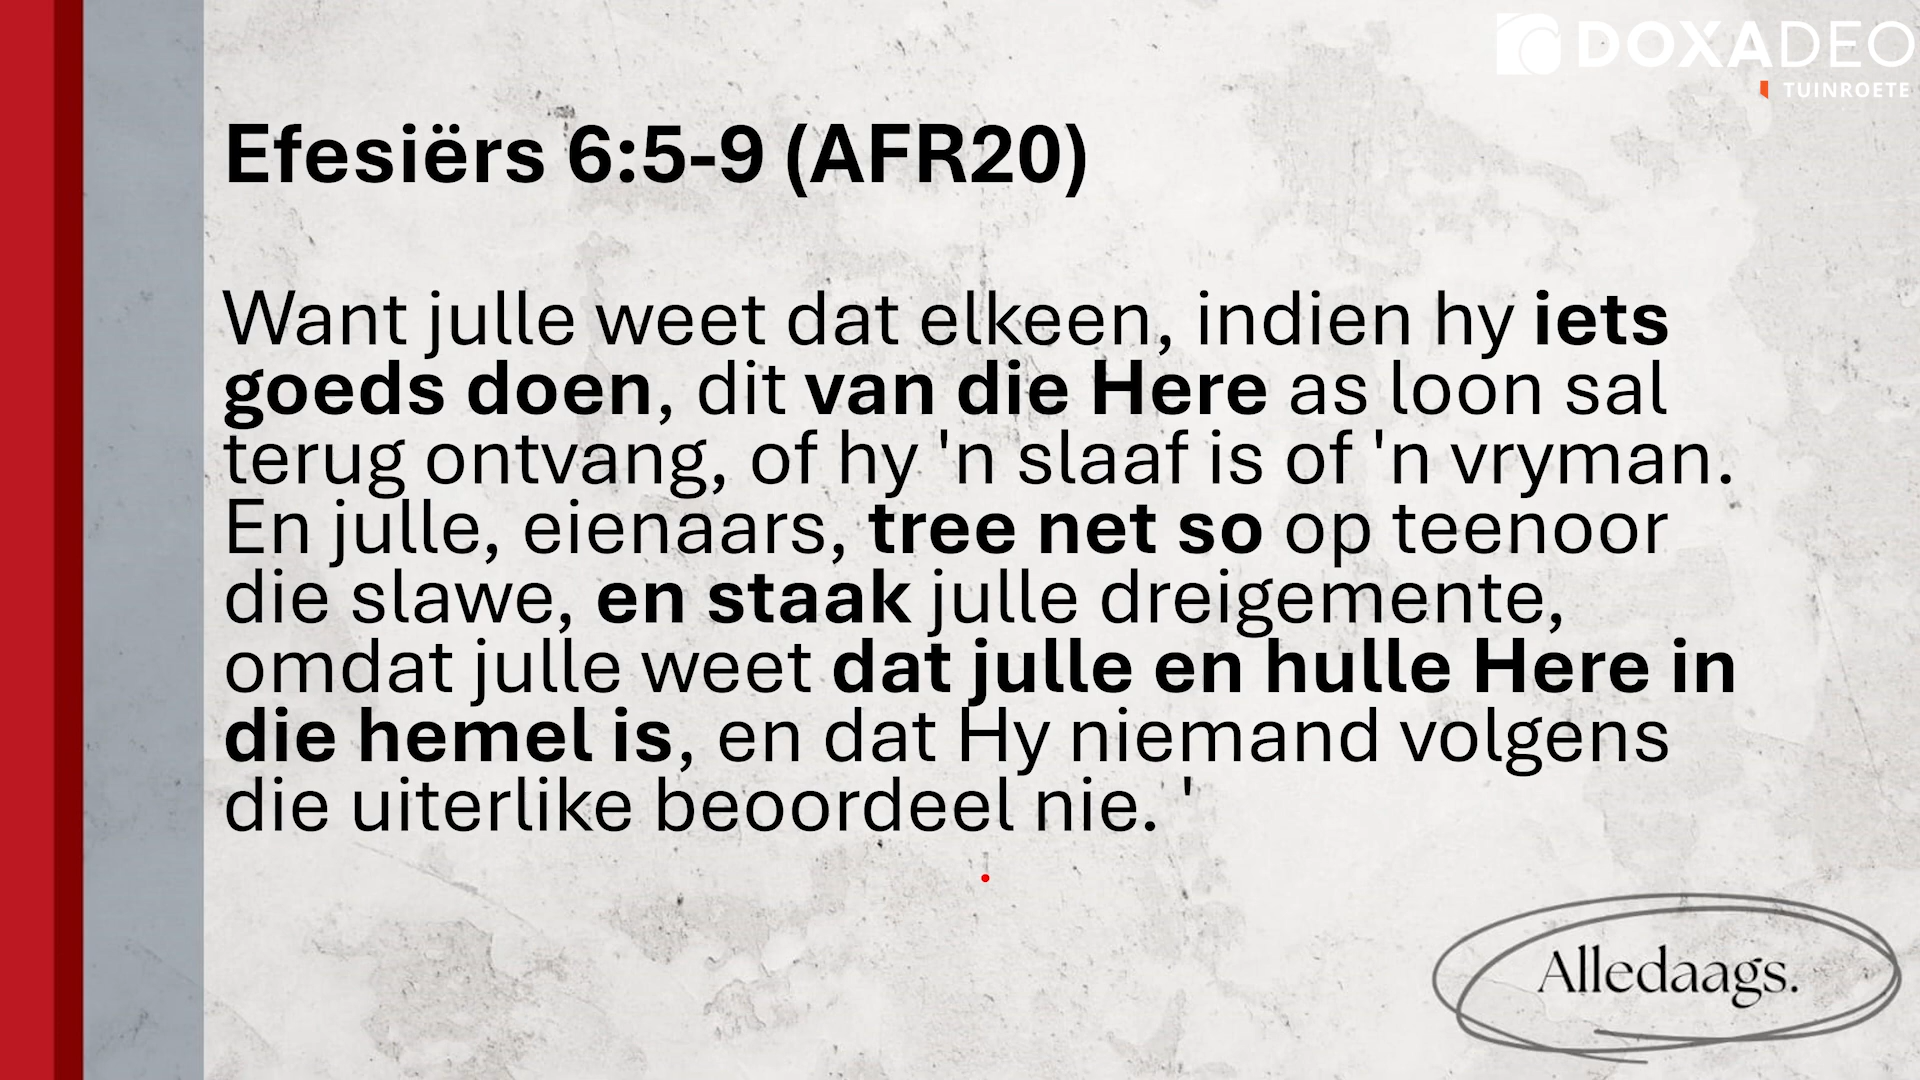 DOXADEO
TUINROETE
Efesiërs 6:5-9 (AFR20)
Want julle weet dat elkeen, indien hy iets
goeds doen, dit van die Here as loon sal
terug ontvang, of hy 'n slaaf is of 'n vryman.
En julle, eienaars, tree net so op teenoor
die slawe, en staak julle dreigemente,
omdat julle weet dat julle en hulle Here in
die hemel is, en dat Hy niemand volgens
die uiterlike beoordeel nie. '
Alledaags.